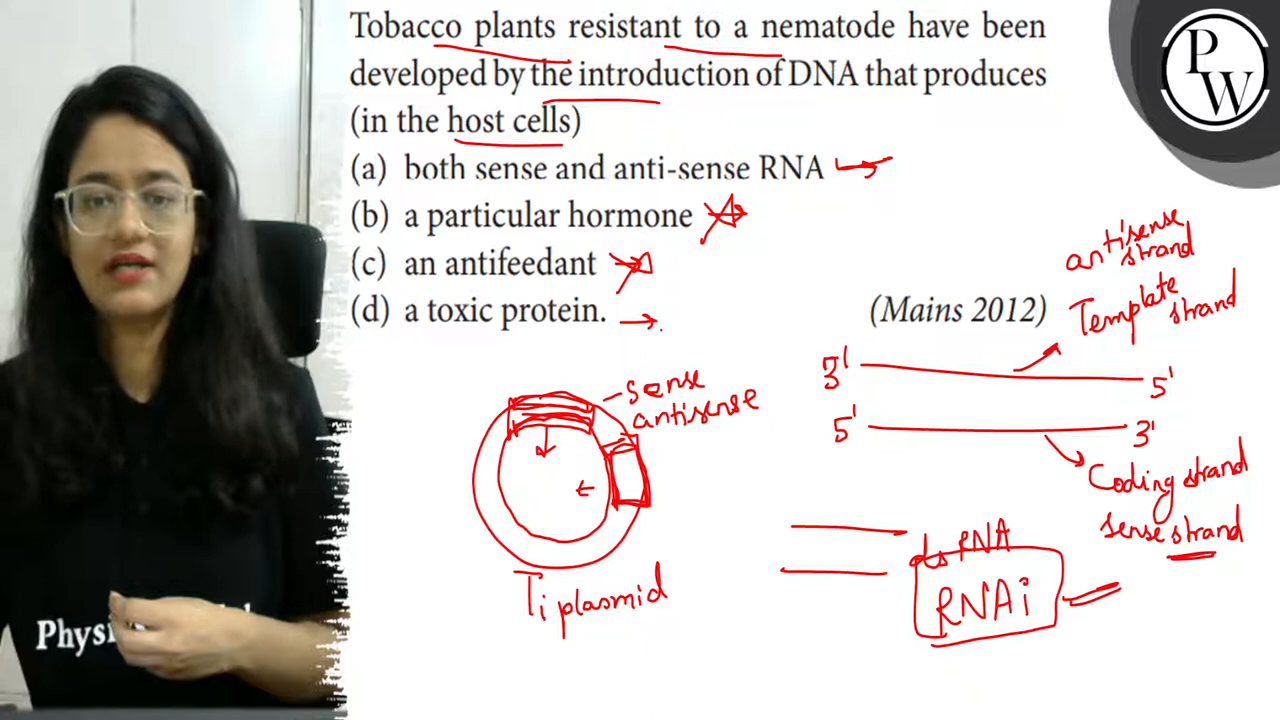 Tobacco plants resistant to a nematode have been
developed by the introduction of DNA that produces
(in the host cells)
(a) both sense and anti-sense RNA
(b) a particular hormone
(c) an antifeedant
(d) a toxic protein.
(Mains 2012)
P
W
antisense
strand
Template
strand
3' 5'
5' 3'
Coding strand
sense strand
sense
antisense
Ti plasmid
ds RNA
RNAi
Physi